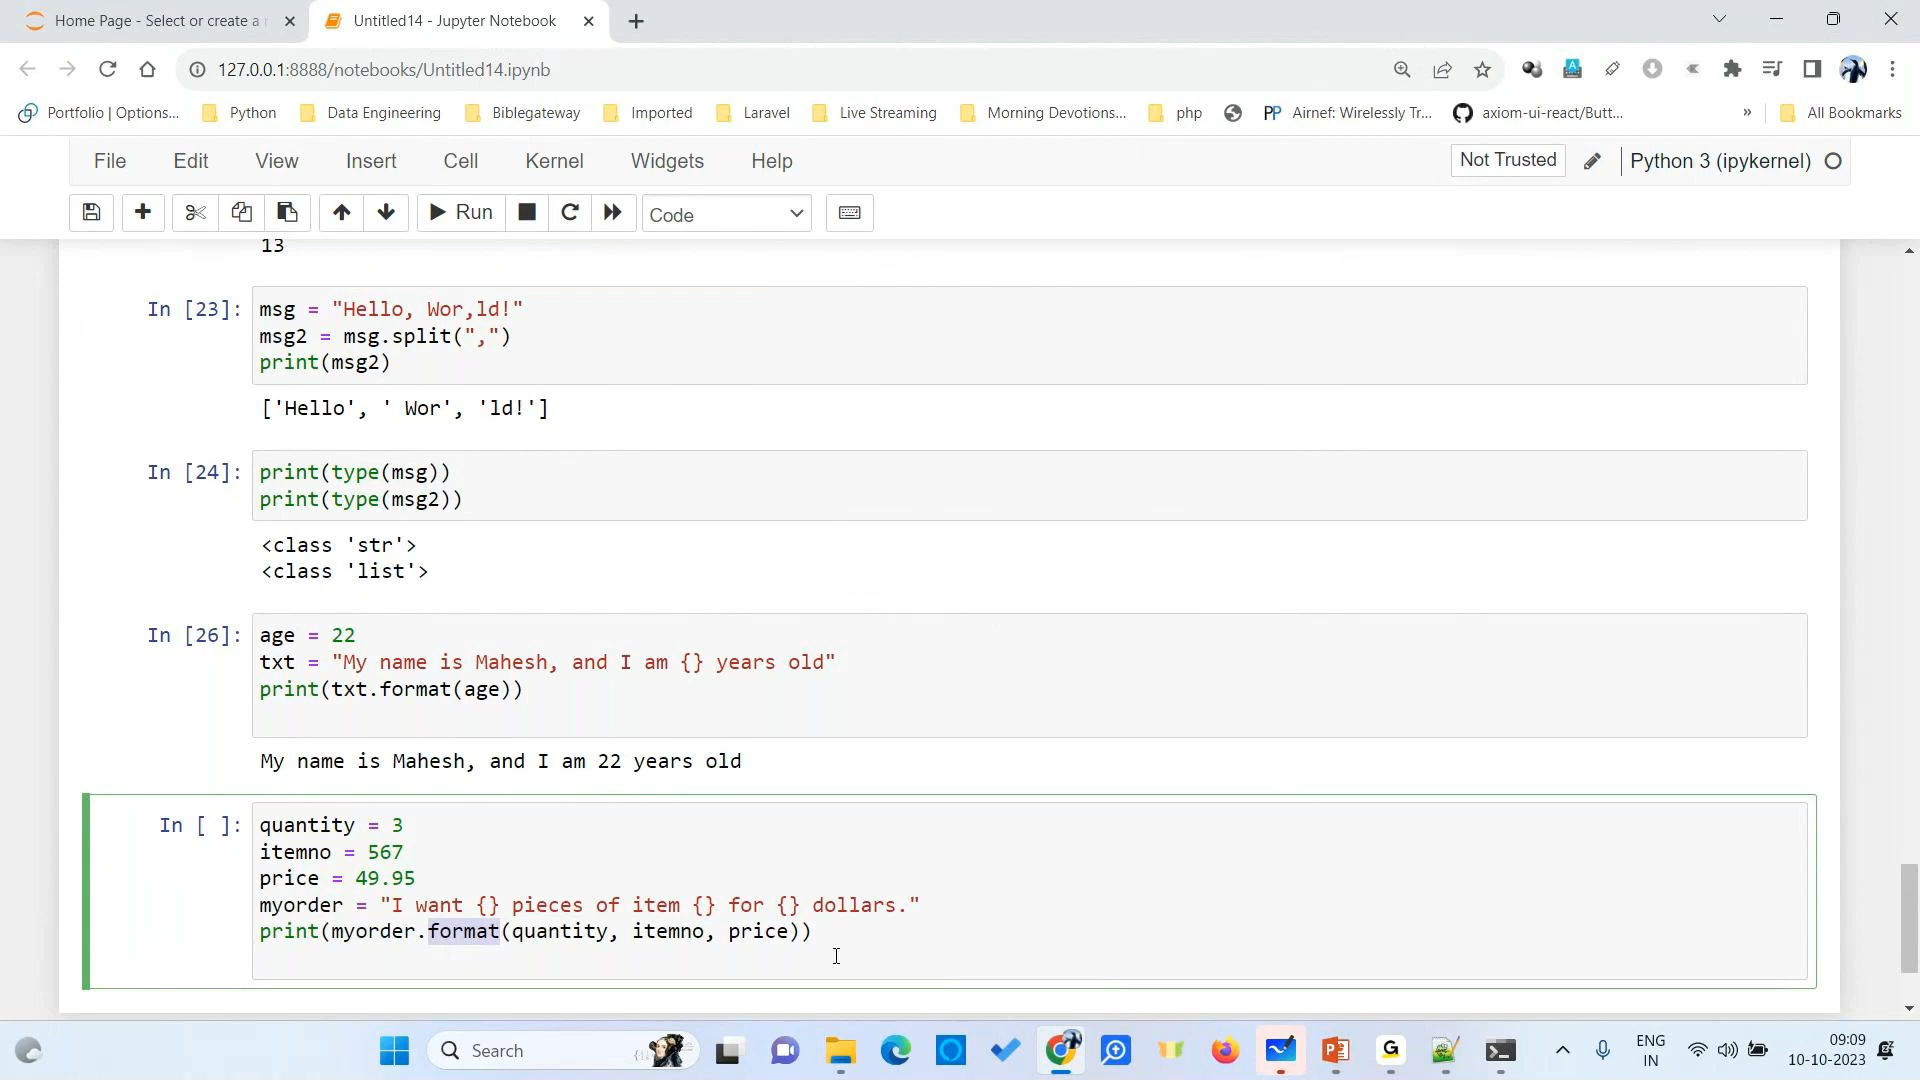 Home Page - Select or create a n
Untitled14 - Jupyter Notebook
127.0.0.1:8888/notebooks/Untitled14.ipynb
Portfolio | Options...
Python
Data Engineering
Biblegateway
Imported
Laravel
Live Streaming
Morning Devotions...
php
PP Airnef: Wirelessly Tr...
axiom-ui-react/Butt...
»
All Bookmarks
File Edit View Insert Cell Kernel Widgets Help
Not Trusted
Python 3 (ipykernel)
Run
Code
13
In [23]: msg = "Hello, Wor,ld!"
msg2 = msg.split(",")
print(msg2)
['Hello', ' Wor', 'ld!']
In [24]: print(type(msg))
print(type(msg2))
<class 'str'>
<class 'list'>
In [26]: age = 22
txt = "My name is Mahesh, and I am {} years old"
print(txt.format(age))
My name is Mahesh, and I am 22 years old
In [ ]: quantity = 3
itemno = 567
price = 49.95
myorder = "I want {} pieces of item {} for {} dollars."
print(myorder.format(quantity, itemno, price))
Search
ENG
IN
09:09
10-10-2023